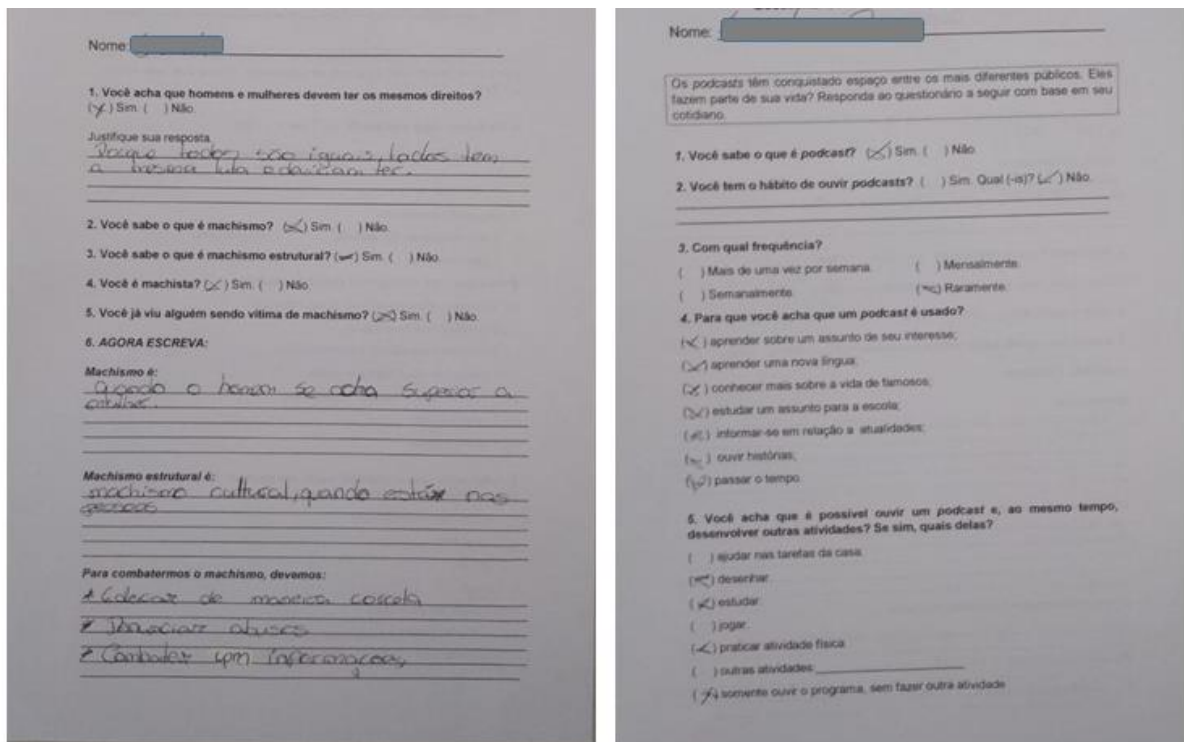 Nome:
1. Você acha que homens e mulheres devem ter os mesmos direitos?
(X) Sim. ( ) Não.
Justifique sua resposta.
Porque todos são iguais, todos tem
a mesma luta e deveriam ter.
2. Você sabe o que é machismo? (X) Sim. ( ) Não.
3. Você sabe o que é machismo estrutural? (X) Sim. ( ) Não.
4. Você é machista? (X) Sim. ( ) Não.
5. Você já viu alguém sendo vítima de machismo? (X) Sim. ( ) Não.
6. AGORA ESCREVA:
Machismo é:
quando o homem se acha superior a
mulher.
Machismo estrutural é:
machismo cultural, quando está nas
pessoas
Para combatermos o machismo, devemos:
* Educar de maneira correta
* Denunciar abusos
* Combater com informações,
Nome:
Os podcasts têm conquistado espaço entre os mais diferentes públicos. Eles
fazem parte de sua vida? Responda ao questionário a seguir com base em seu
cotidiano.
1. Você sabe o que é podcast? (X) Sim. ( ) Não.
2. Você tem o hábito de ouvir podcasts? ( ) Sim. Qual (-is)? (X) Não.
3. Com qual frequência?
( ) Mais de uma vez por semana. ( ) Mensalmente.
( ) Semanalmente. (X) Raramente.
4. Para que você acha que um podcast é usado?
(X) aprender sobre um assunto de seu interesse;
(X) aprender uma nova língua;
(X) conhecer mais sobre a vida de famosos;
(X) estudar um assunto para a escola;
(X) informar-se em relação a atualidades;
(X) ouvir histórias;
(X) passar o tempo.
5. Você acha que é possível ouvir um podcast e, ao mesmo tempo,
desenvolver outras atividades? Se sim, quais delas?
( ) ajudar nas tarefas da casa.
(X) desenhar.
(X) estudar.
( ) jogar.
(X) praticar atividade física.
( ) outras atividades:
(X) somente ouvir o programa, sem fazer outra atividade